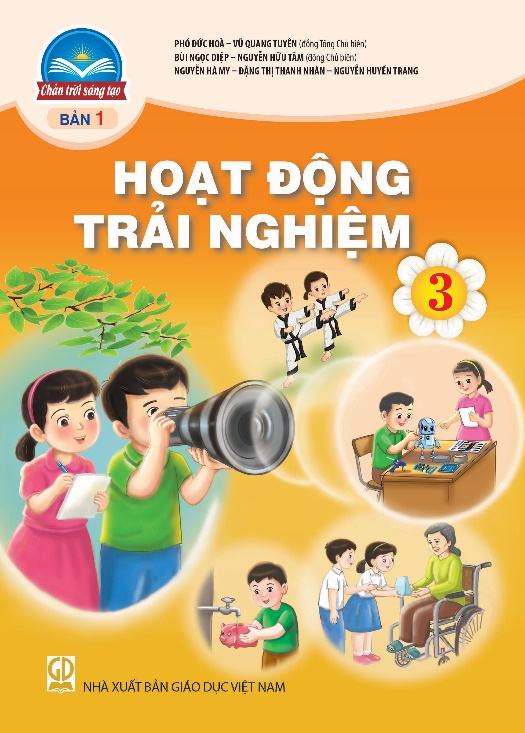 PHÓ ĐỨC HOÀ – VŨ QUANG TUYÊN (đồng Tổng Chủ biên)
BÙI NGỌC DIỆP – NGUYỄN HỮU TÂM (đồng Chủ biên)
NGUYỄN HÀ MY – ĐẶNG THỊ THANH NHÀN – NGUYỄN HUYỀN TRANG
Chân trời sáng tạo
BẢN 1
HOẠT ĐỘNG
TRẢI NGHIỆM
3
GD
NHÀ XUẤT BẢN GIÁO DỤC VIỆT NAM